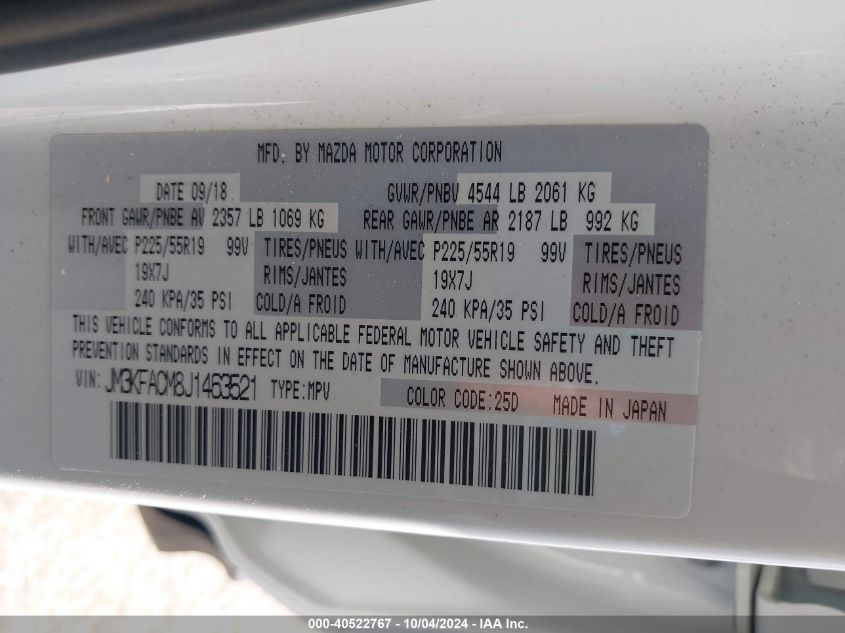 MFD. BY MAZDA MOTOR CORPORATION
DATE 09/18 GVWR/PNBV 4544 LB 2061 KG
FRONT GAWR/PNBE AV 2357 LB 1069 KG REAR GAWR/PNBE AR 2187 LB 992 KG
WITH/AVEC P225/55R19 99V TIRES/PNEUS WITH/AVEC P225/55R19 99V TIRES/PNEUS
19X7J RIMS/JANTES 19X7J RIMS/JANTES
240 KPA/35 PSI COLD/A FROID 240 KPA/35 PSI COLD/A FROID
THIS VEHICLE CONFORMS TO ALL APPLICABLE FEDERAL MOTOR VEHICLE SAFETY AND THEFT
PREVENTION STANDARDS IN EFFECT ON THE DATE OF MANUFACTURE SHOWN ABOVE.
VIN: JM3KFACM8J1463521 TYPE:MPV COLOR CODE:25D MADE IN JAPAN
000-40522767 - 10/04/2024 - IAA Inc.